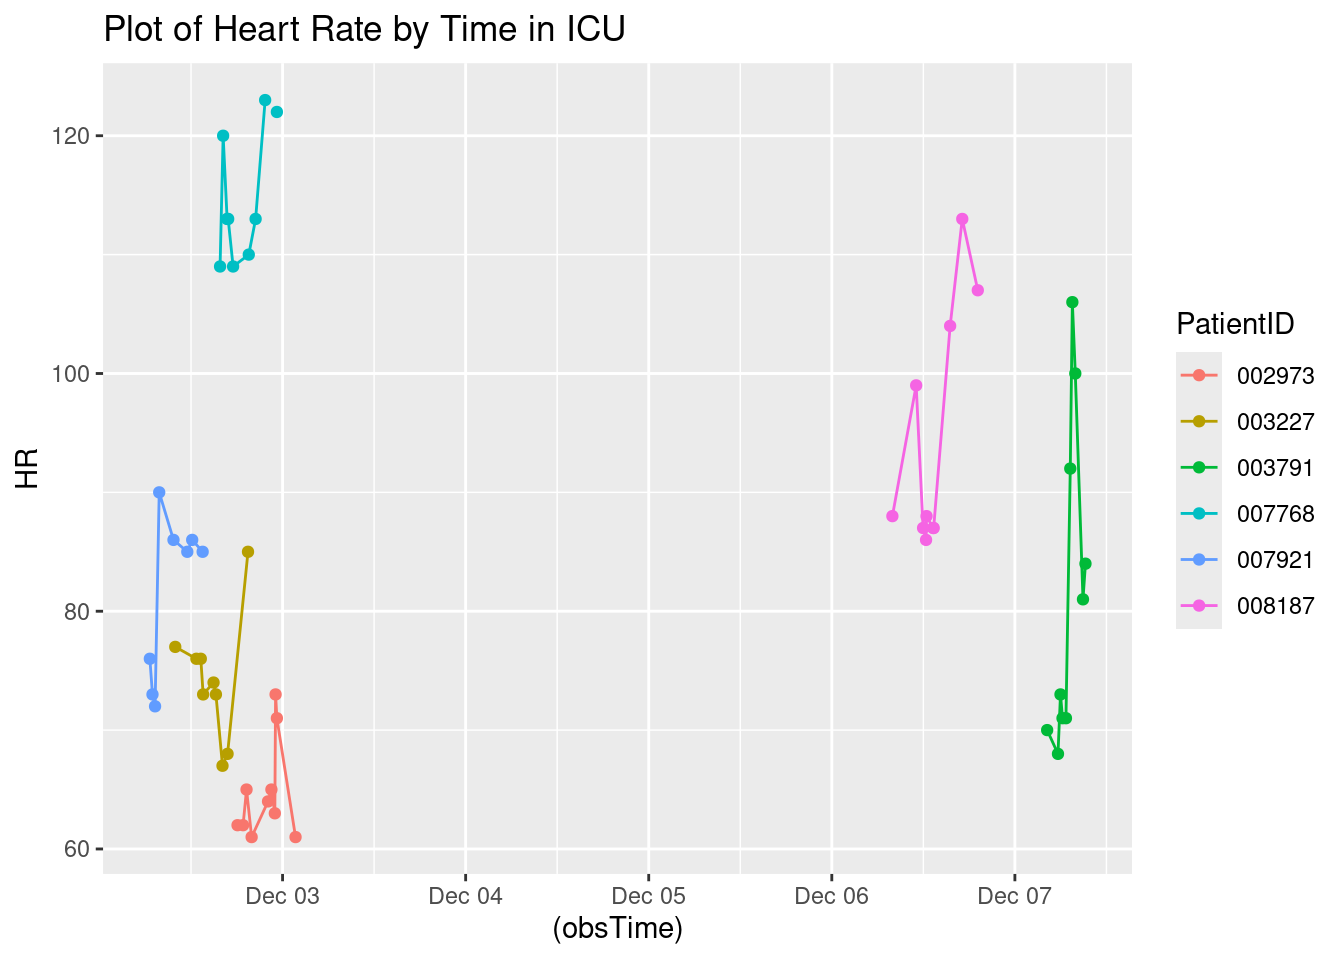 Plot of Heart Rate by Time in ICU
120
100
80
60
HR
Dec 03
Dec 04
Dec 05
Dec 06
Dec 07
(obsTime)
PatientID
002973
003227
003791
007768
007921
008187